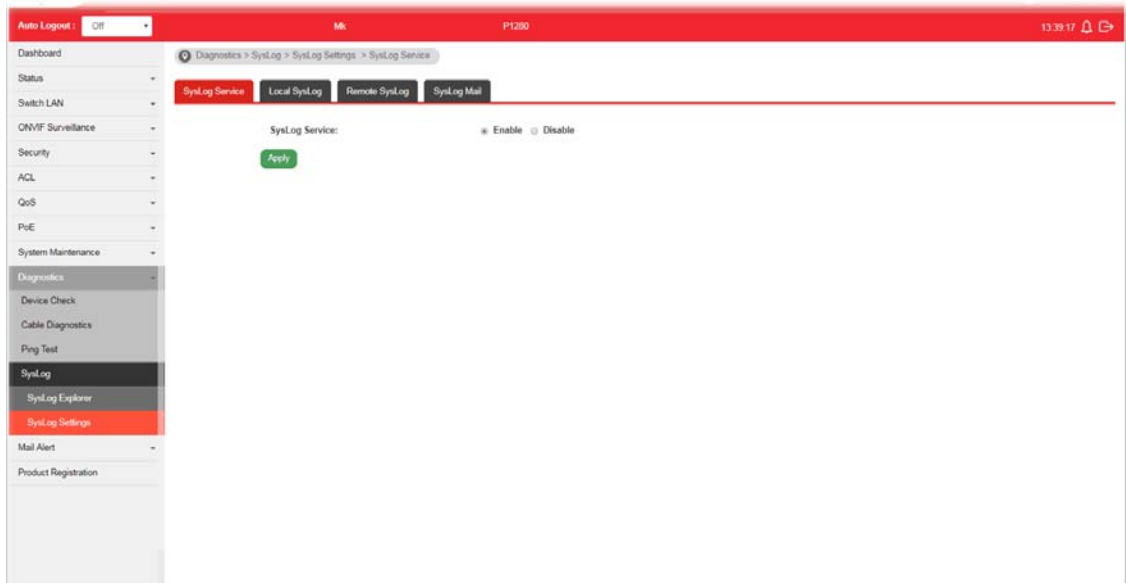 Auto Logout : Off Mk P1280 13:39:17
Dashboard
Diagnostics > SysLog > SysLog Settings > SysLog Service
Status
SysLog Service Local SysLog Remote SysLog SysLog Mail
Switch LAN
ONVIF Surveillance
SysLog Service: Enable Disable
Security
Apply
ACL
QoS
PoE
System Maintenance
Diagnostics
Device Check
Cable Diagnostics
Ping Test
SysLog
SysLog Explorer
SysLog Settings
Mail Alert
Product Registration